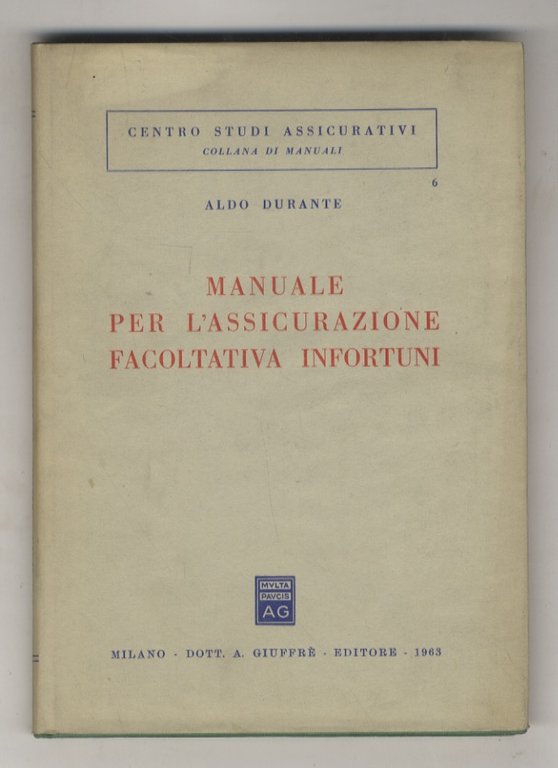 CENTRO STUDI ASSICURATIVI
COLLANA DI MANUALI
6
ALDO DURANTE
MANUALE
PER L'ASSICURAZIONE
FACOLTATIVA INFORTUNI
MVLTA
PAVCIS
AG
MILANO - DOTT. A. GIUFFRÈ - EDITORE - 1963